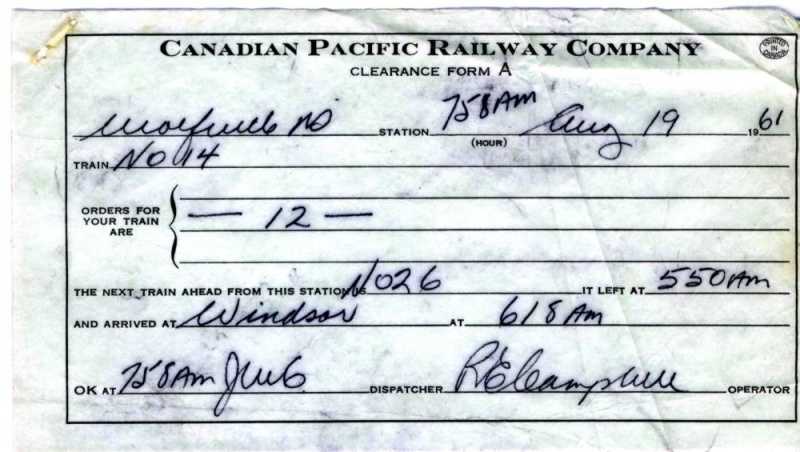 CANADIAN PACIFIC RAILWAY COMPANY
PRINTED IN CANADA
CLEARANCE FORM A
STATION 758AM (HOUR) Aug 19 1961
TRAIN No 14
ORDERS FOR YOUR TRAIN ARE — 12 —
THE NEXT TRAIN AHEAD FROM THIS STATION IS No 26 IT LEFT AT 550AM
AND ARRIVED AT Windsor AT 618AM
OK AT 758AM DISPATCHER RE Campbell OPERATOR